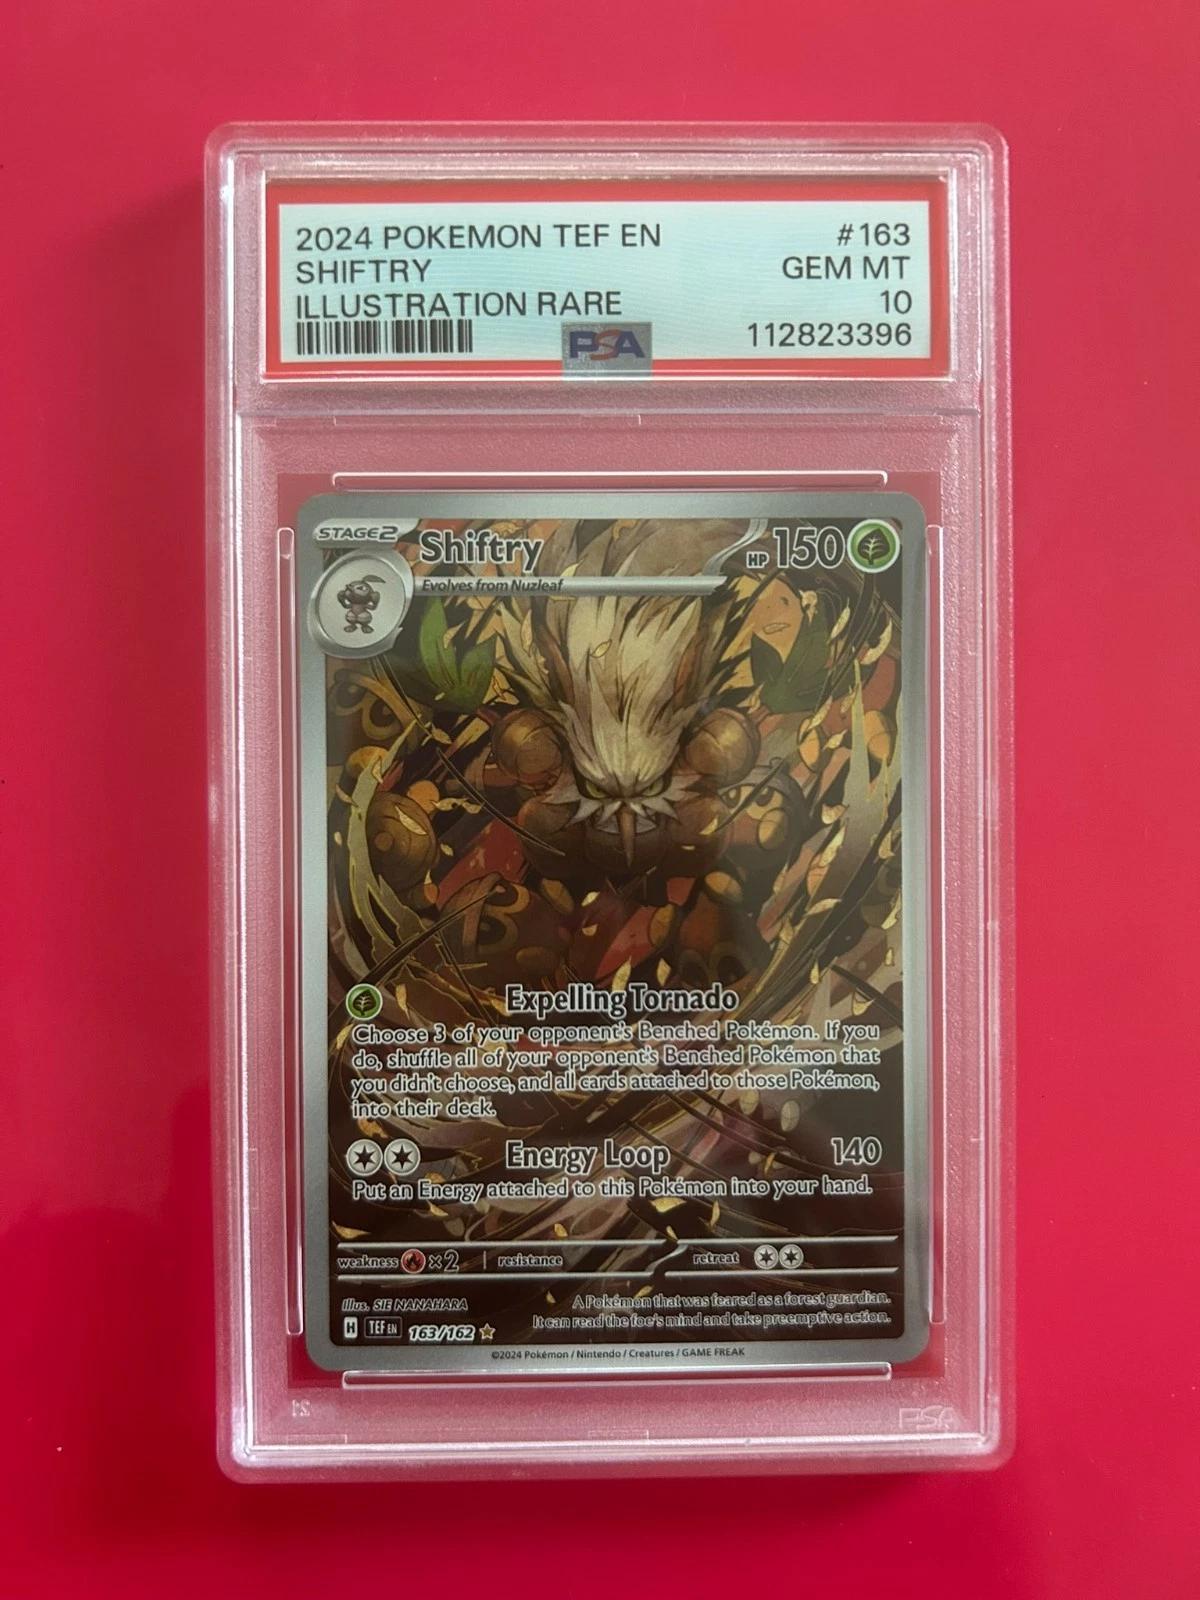 2024 POKEMON TEF EN #163
SHIFTRY GEM MT
ILLUSTRATION RARE 10
PSA 112823396
STAGE2 Shiftry HP 150
Evolves from Nuzleaf
Expelling Tornado
Choose 3 of your opponent's Benched Pokémon. If you
do, shuffle all of your opponent's Benched Pokémon that
you didn't choose, and all cards attached to those Pokémon,
into their deck.
Energy Loop 140
Put an Energy attached to this Pokémon into your hand.
weakness ×2 resistance retreat
Illus. SIE NANAHARA
A Pokémon that was feared as a forest guardian.
It can read the foe's mind and take preemptive action.
H TEF EN 163/162
©2024 Pokémon / Nintendo / Creatures / GAME FREAK
PSA